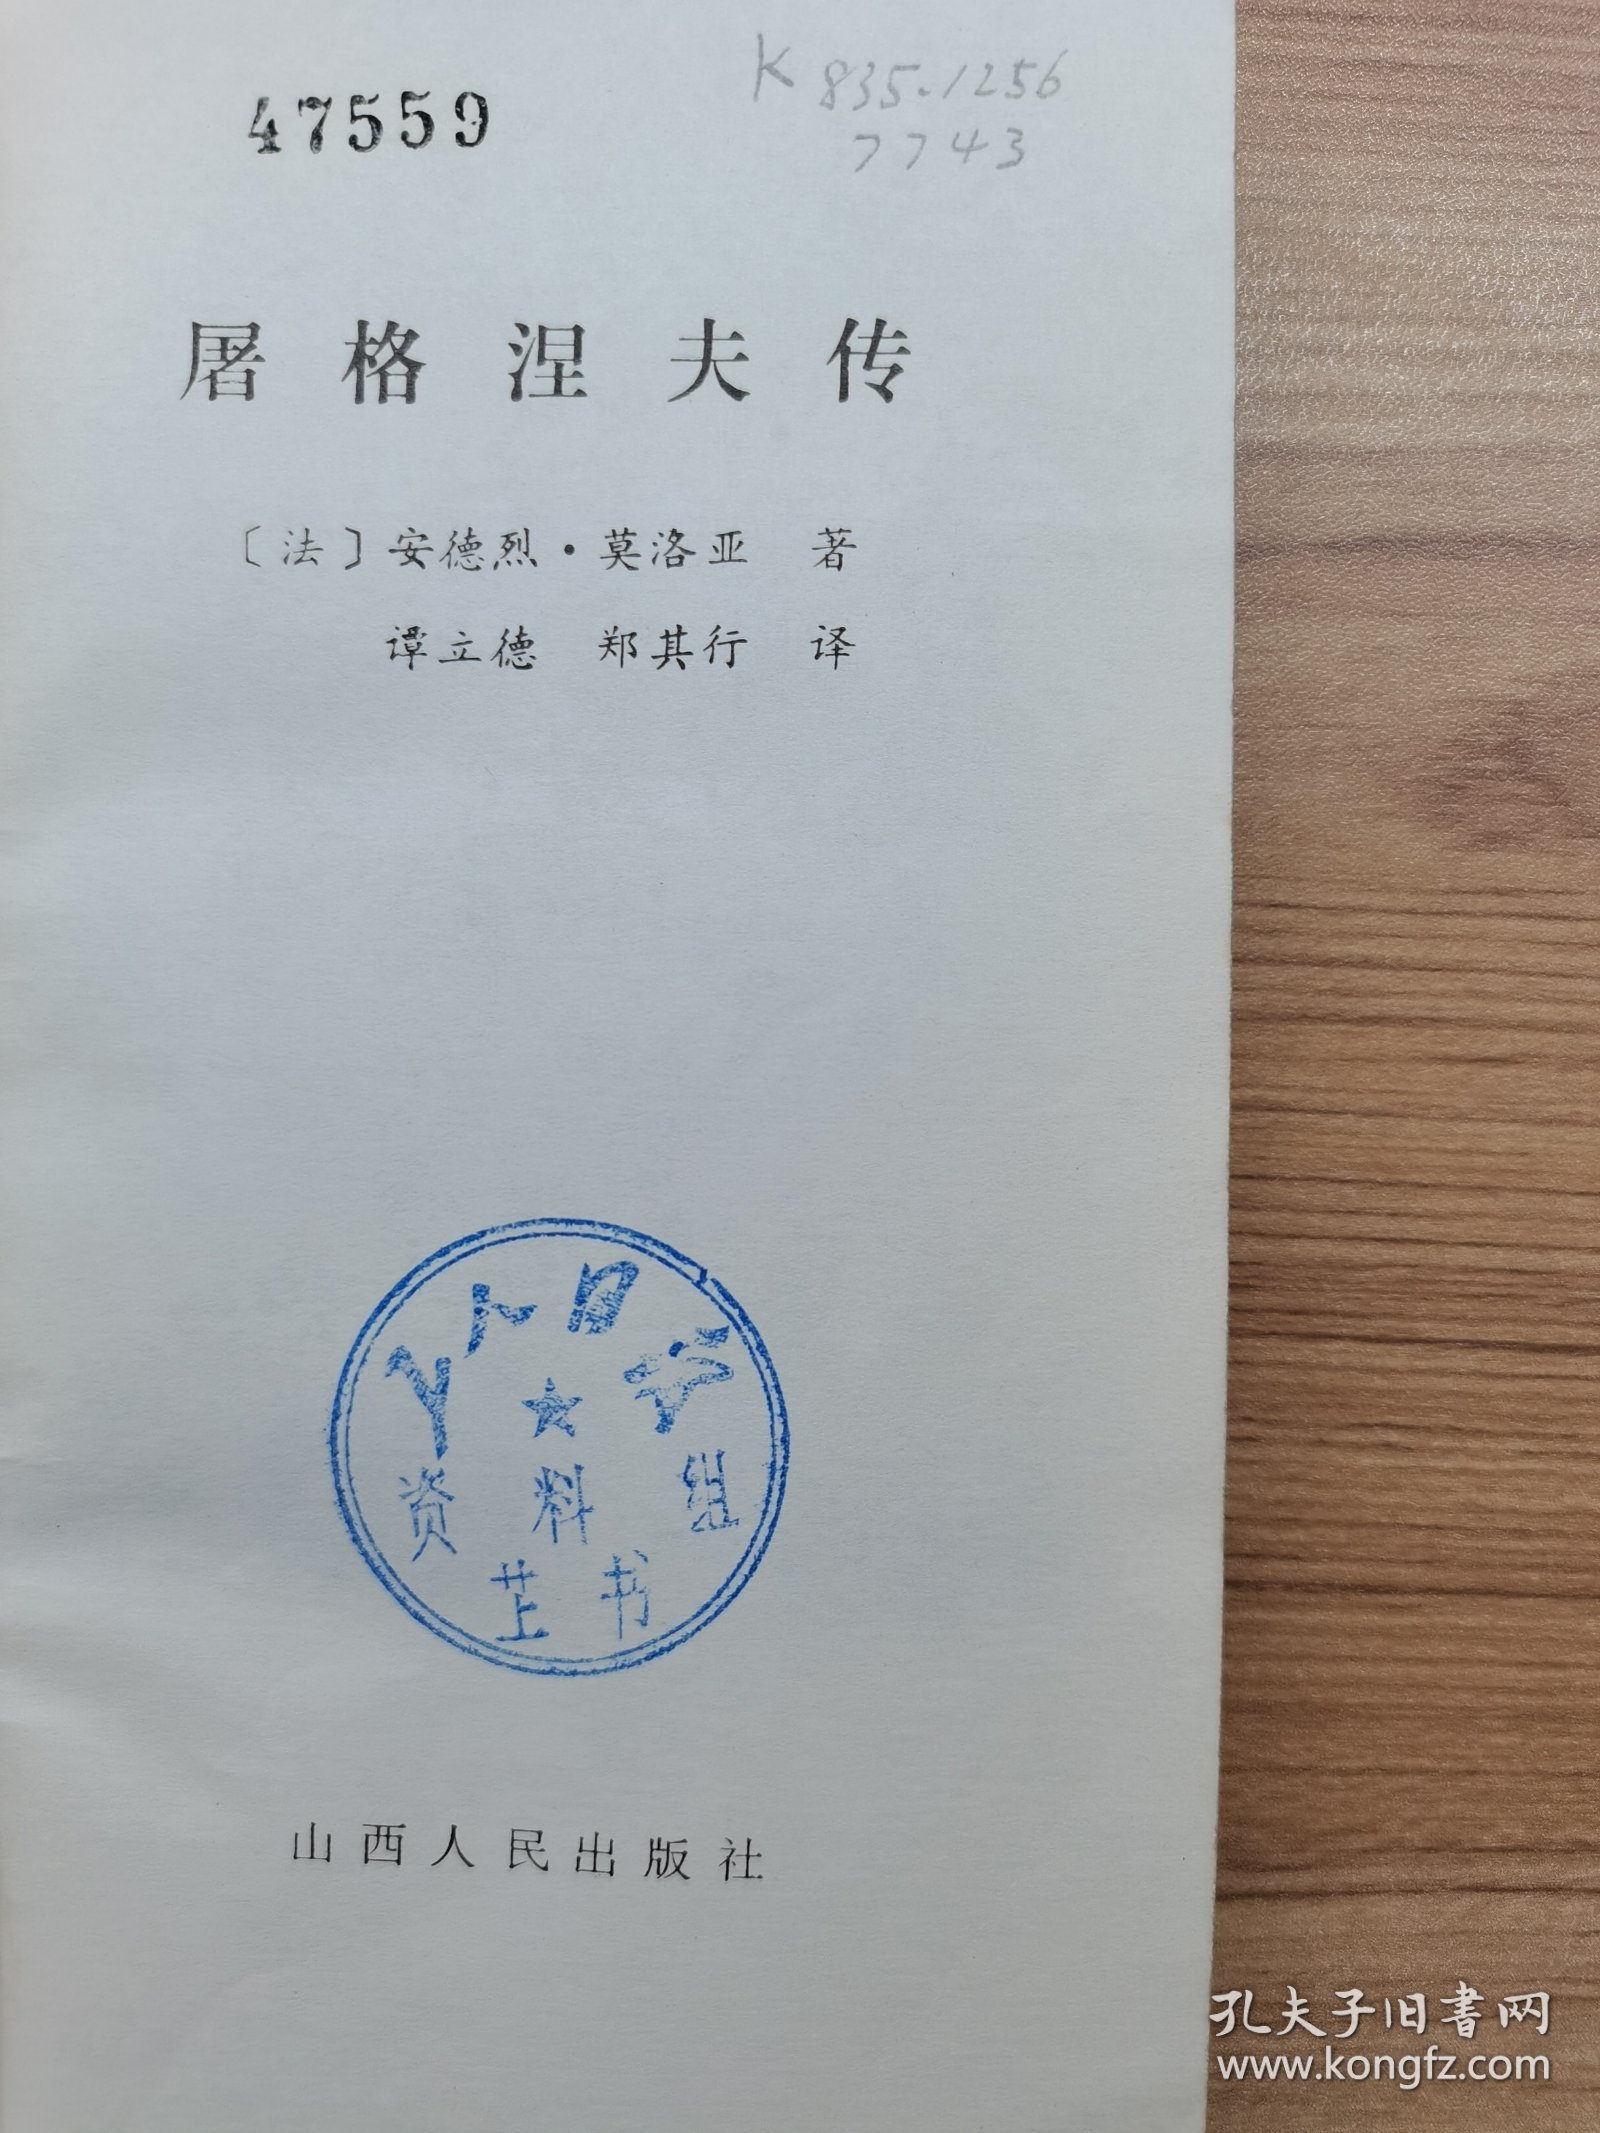 47559
K 835.1256
7743
屠格涅夫传
〔法〕安德烈·莫洛亚 著
谭立德 郑其行 译
资料组
书
山西人民出版社
孔夫子旧书网
www.kongfz.com